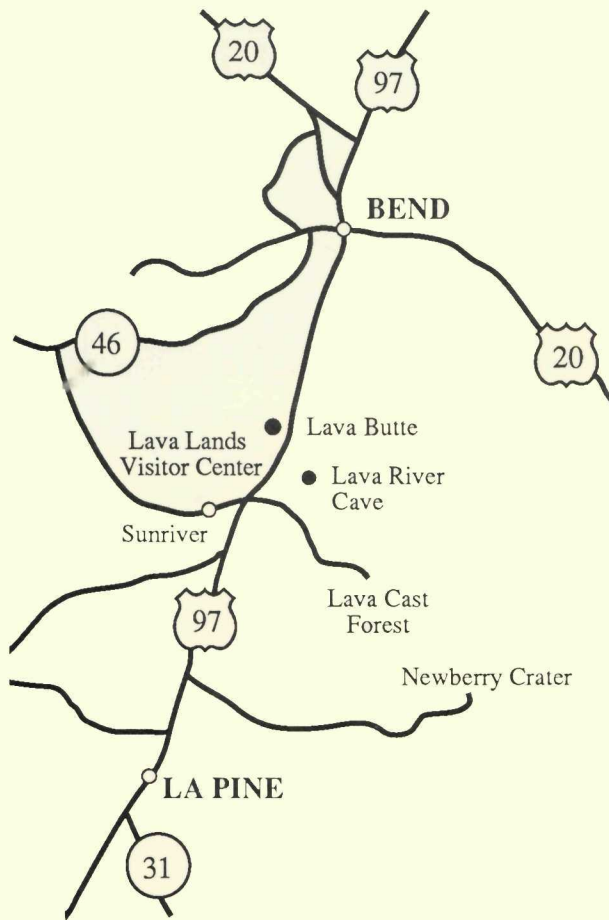 20
97
BEND
46
20
Lava Butte
Lava Lands
Visitor Center
Lava River
Cave
Sunriver
Lava Cast
Forest
97
Newberry Crater
LA PINE
31